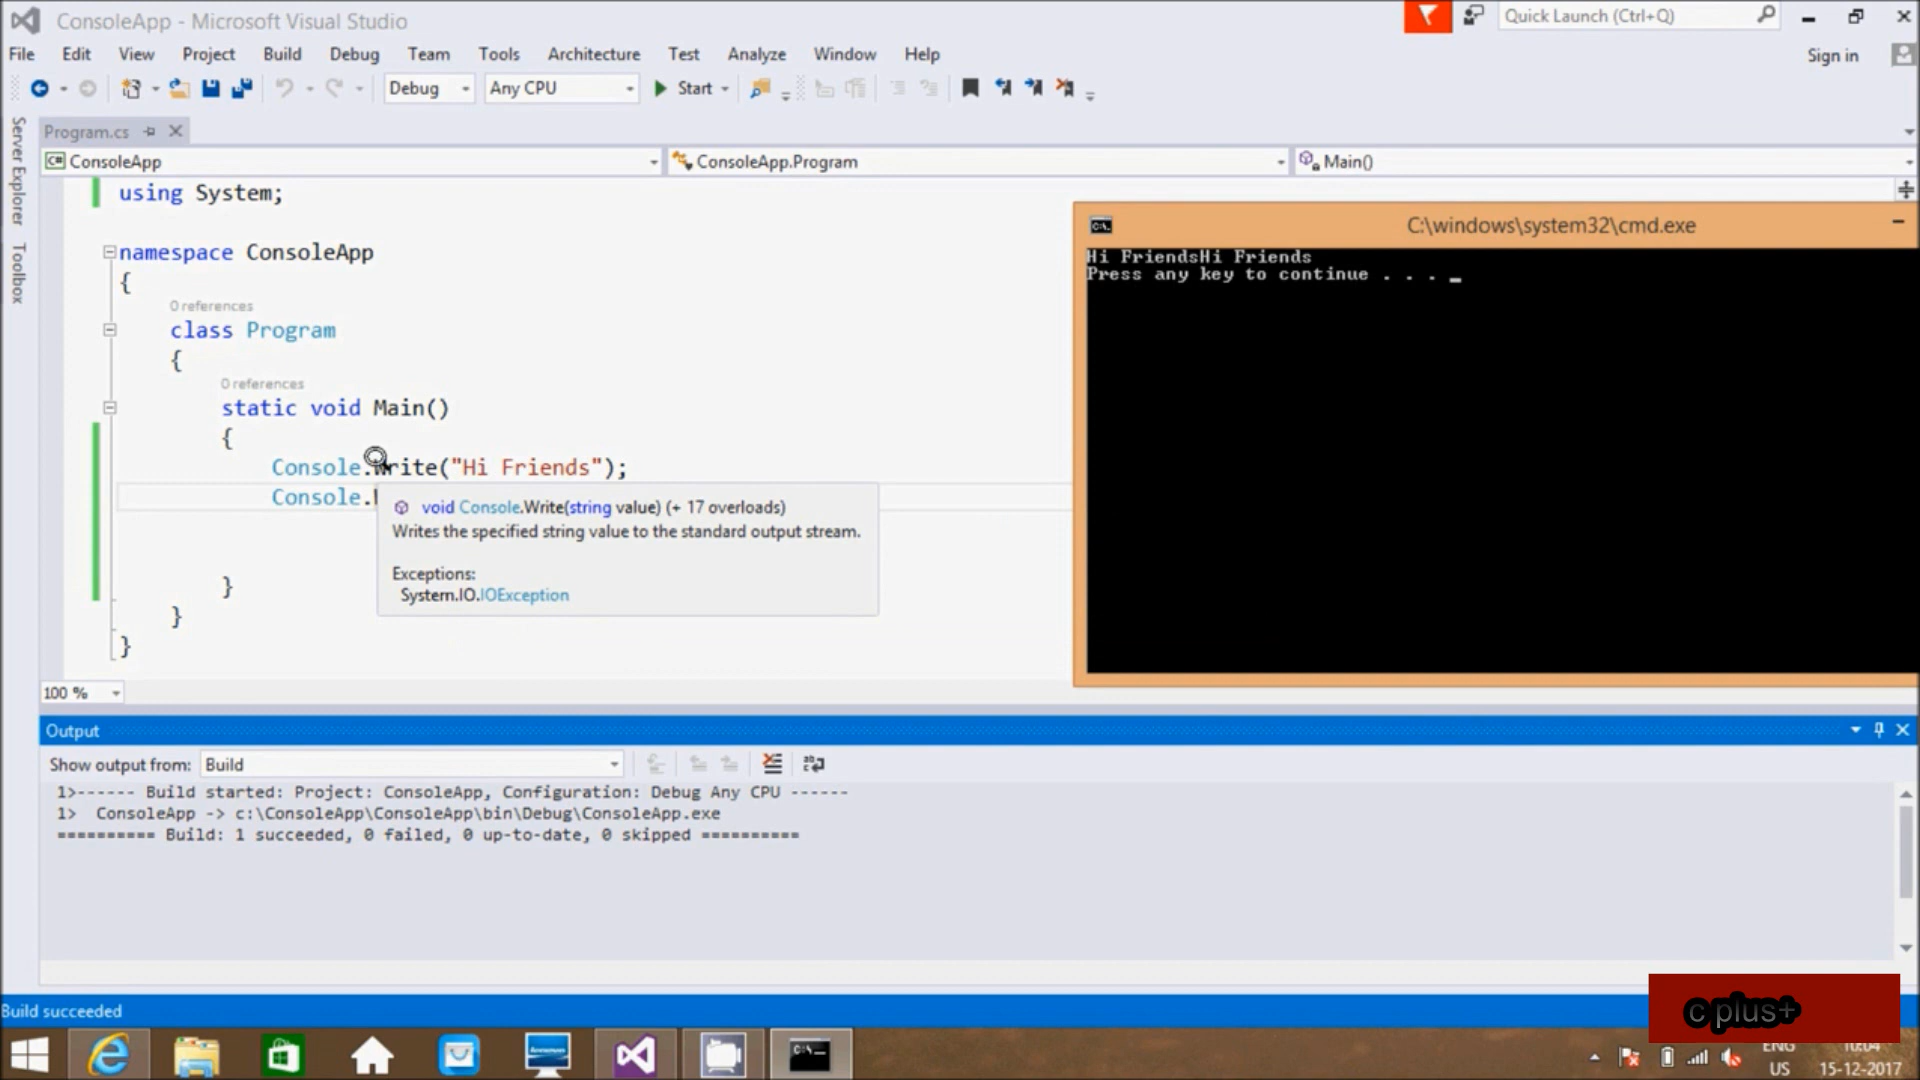 ConsoleApp - Microsoft Visual Studio
Quick Launch (Ctrl+Q)
File Edit View Project Build Debug Team Tools Architecture Test Analyze Window Help
Sign in
Debug Any CPU Start
Server Explorer
Toolbox
Program.cs
ConsoleApp ConsoleApp.Program Main()
using System;
namespace ConsoleApp
{
0 references
class Program
{
0 references
static void Main()
{
Console.Write("Hi Friends");
Console.
void Console.Write(string value) (+ 17 overloads)
Writes the specified string value to the standard output stream.
Exceptions:
System.IO.IOException
}
}
}
C:\windows\system32\cmd.exe
Hi FriendsHi Friends
Press any key to continue . . . _
100 %
Output
Show output from: Build
1>------ Build started: Project: ConsoleApp, Configuration: Debug Any CPU ------
1>  ConsoleApp -> c:\ConsoleApp\ConsoleApp\bin\Debug\ConsoleApp.exe
========== Build: 1 succeeded, 0 failed, 0 up-to-date, 0 skipped ==========
Build succeeded
c plus+
ENG
US
10:04
15-12-2017